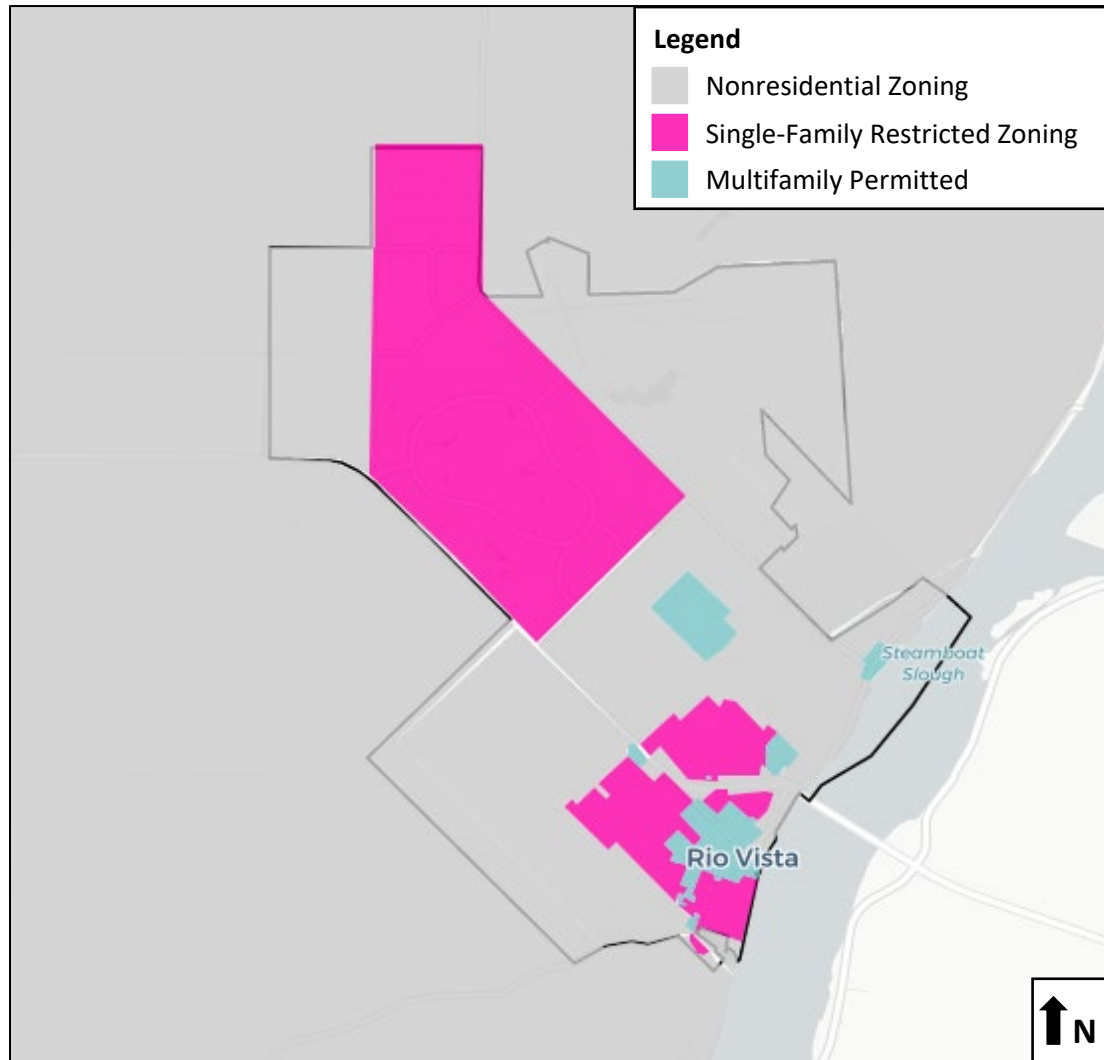 Legend
Nonresidential Zoning
Single-Family Restricted Zoning
Multifamily Permitted
Steamboat
Slough
Rio Vista
N